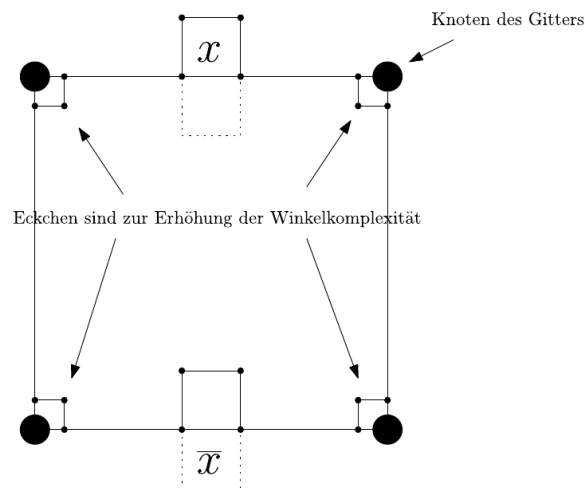 Knoten des Gitters
x
Eckchen sind zur Erhöhung der Winkelkomplexität
x̅